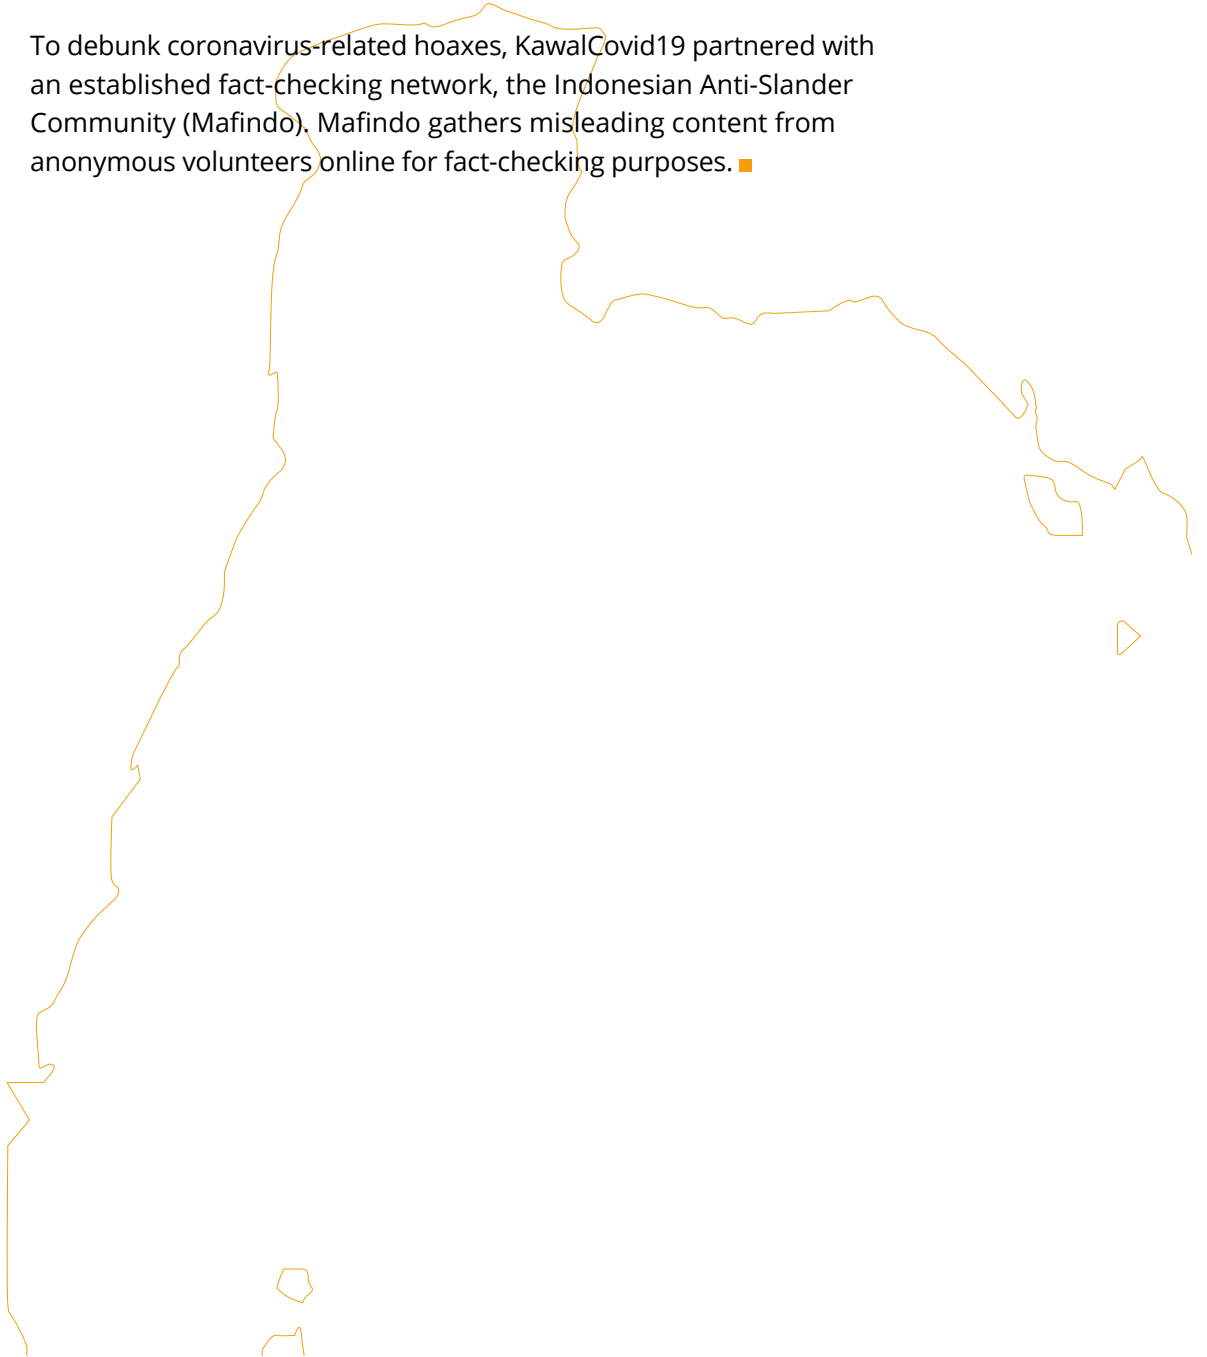 To debunk coronavirus-related hoaxes, KawalCovid19 partnered with
an established fact-checking network, the Indonesian Anti-Slander
Community (Mafindo). Mafindo gathers misleading content from
anonymous volunteers online for fact-checking purposes.